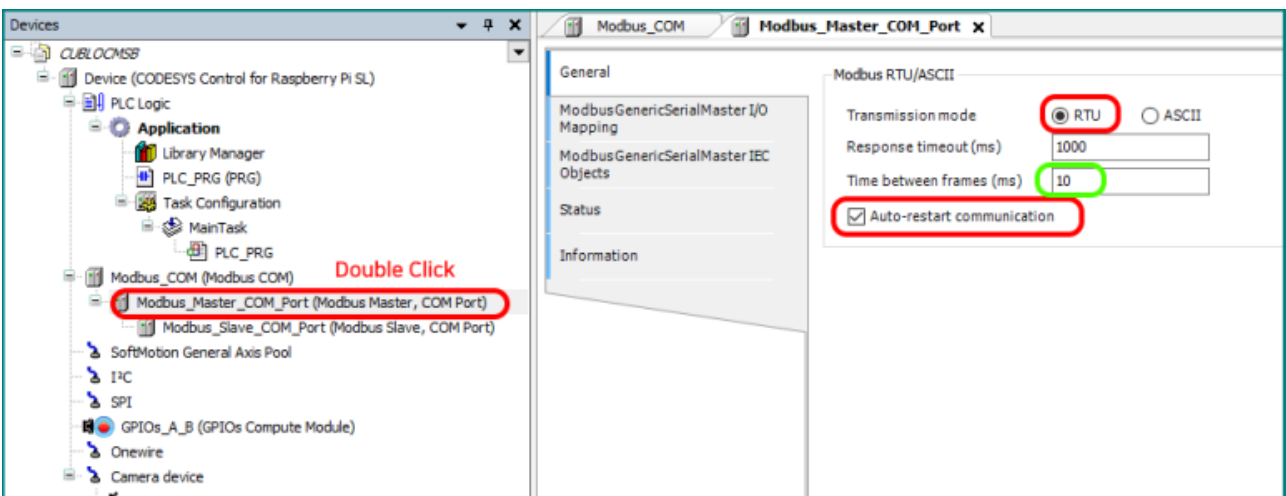 Devices
CUBLOCMSB
Device (CODESYS Control for Raspberry Pi SL)
PLC Logic
Application
Library Manager
PLC_PRG (PRG)
Task Configuration
MainTask
PLC_PRG
Modbus_COM (Modbus COM)
Double Click
Modbus_Master_COM_Port (Modbus Master, COM Port)
Modbus_Slave_COM_Port (Modbus Slave, COM Port)
SoftMotion General Axis Pool
I²C
SPI
GPIOs_A_B (GPIOs Compute Module)
Onewire
Camera device
Modbus_COM
Modbus_Master_COM_Port
General
ModbusGenericSerialMaster I/O
Mapping
ModbusGenericSerialMaster IEC
Objects
Status
Information
Modbus RTU/ASCII
Transmission mode RTU ASCII
Response timeout (ms) 1000
Time between frames (ms) 10
Auto-restart communication